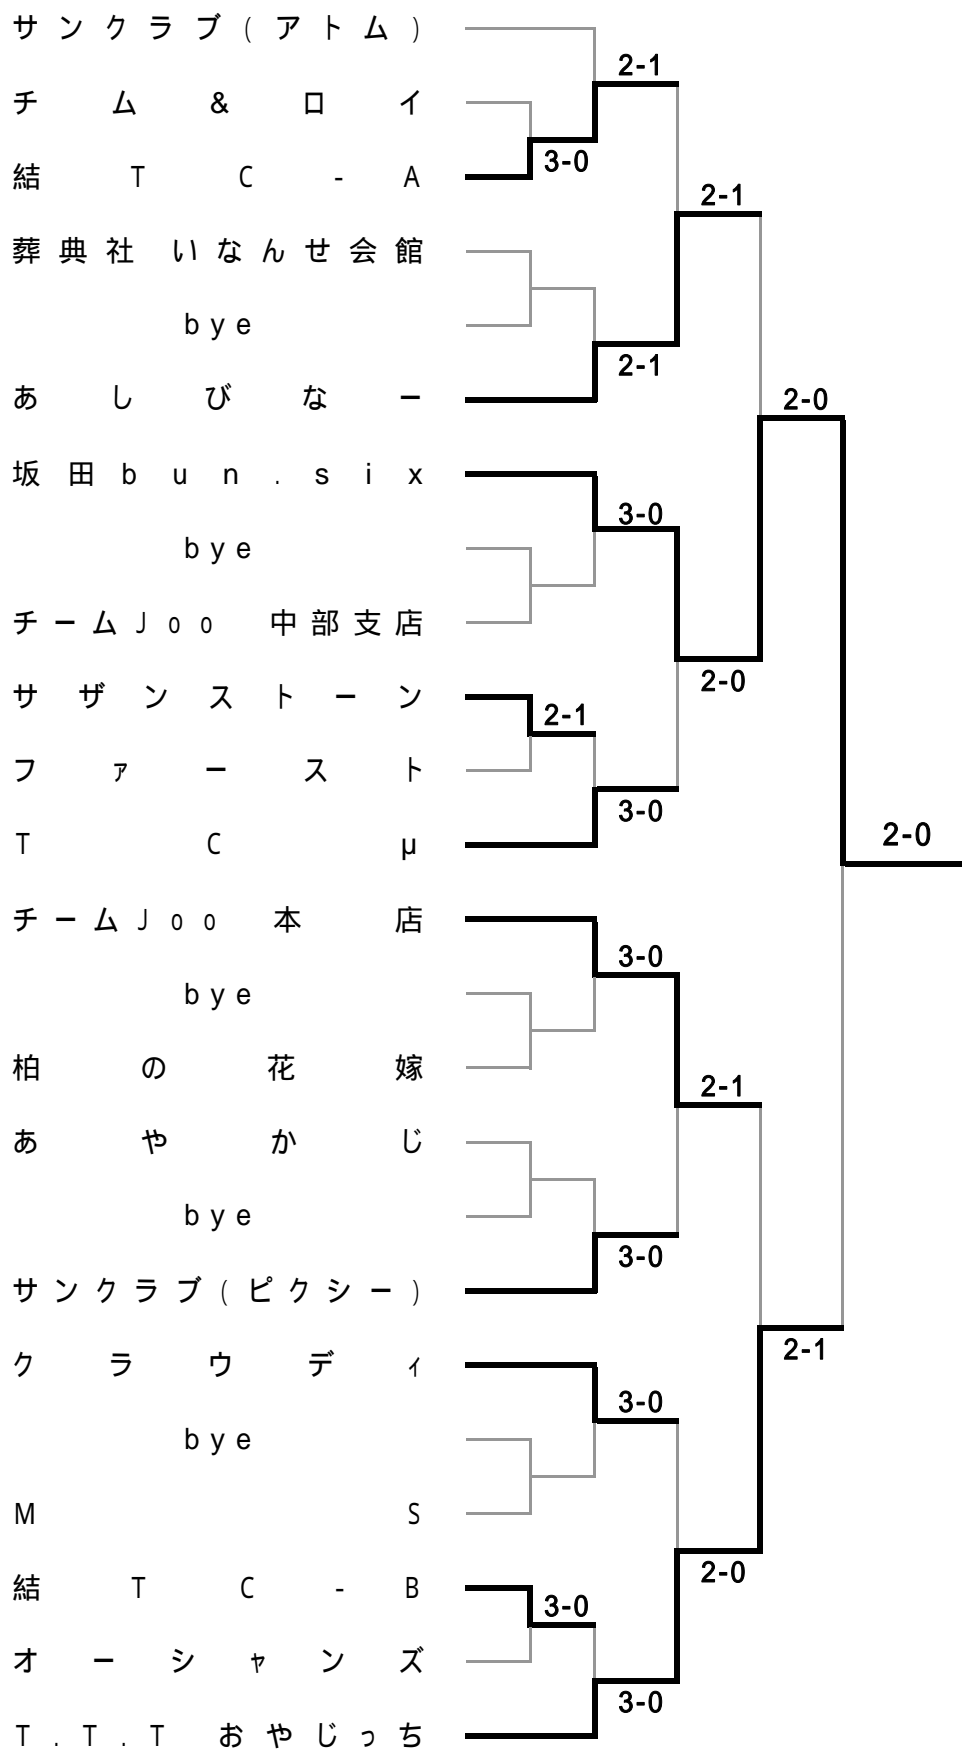 サンクラブ(アトム)
2-1
チム&ロイ
3-0
結TC-A
2-1
葬典社 いなんせ会館
bye
2-1
あしびなー
2-0
坂田bun.six
3-0
bye
チームJoo 中部支店
2-0
サザンストーン
2-1
ファースト
3-0
TCμ
2-0
チームJoo 本店
3-0
bye
柏の花嫁
2-1
あやかじ
bye
3-0
サンクラブ(ピクシー)
2-1
クラウディ
3-0
bye
MS
2-0
結TC-B
3-0
オーシャンズ
3-0
T.T.T おやじっち